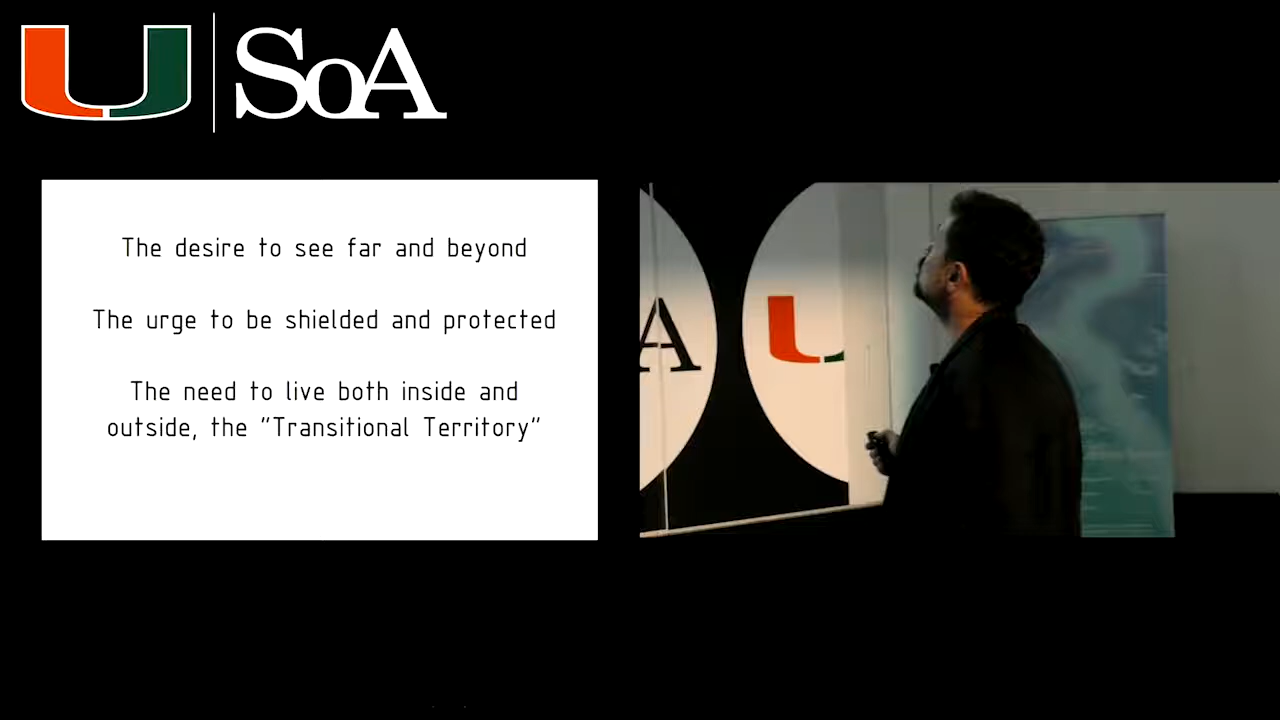 U SoA
The desire to see far and beyond
The urge to be shielded and protected
The need to live both inside and
outside, the "Transitional Territory"
A U